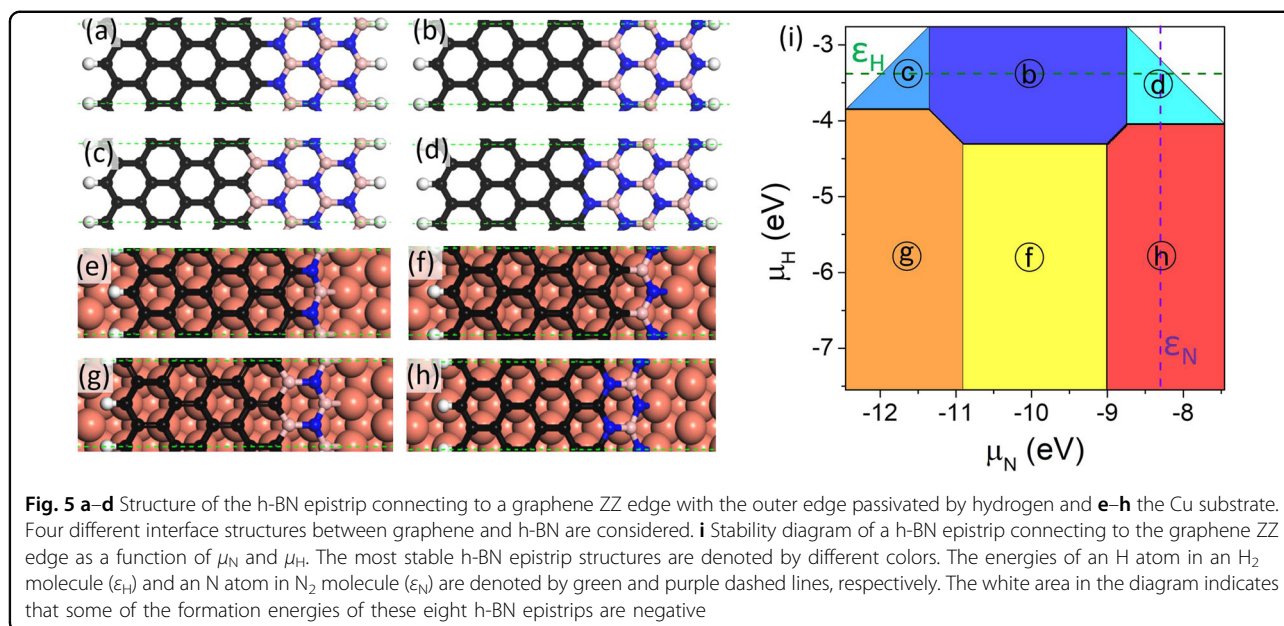 (a)
(b)
(c)
(d)
(e)
(f)
(g)
(h)
(i)
-3
-4
-5
-6
-7
μH (eV)
εH
c
b
d
g
f
h
εN
-12 -11 -10 -9 -8
μN (eV)
Fig. 5 a–d Structure of the h-BN epistrip connecting to a graphene ZZ edge with the outer edge passivated by hydrogen and e–h the Cu substrate.
Four different interface structures between graphene and h-BN are considered. i Stability diagram of a h-BN epistrip connecting to the graphene ZZ
edge as a function of μN and μH. The most stable h-BN epistrip structures are denoted by different colors. The energies of an H atom in an H2
molecule (εH) and an N atom in N2 molecule (εN) are denoted by green and purple dashed lines, respectively. The white area in the diagram indicates
that some of the formation energies of these eight h-BN epistrips are negative